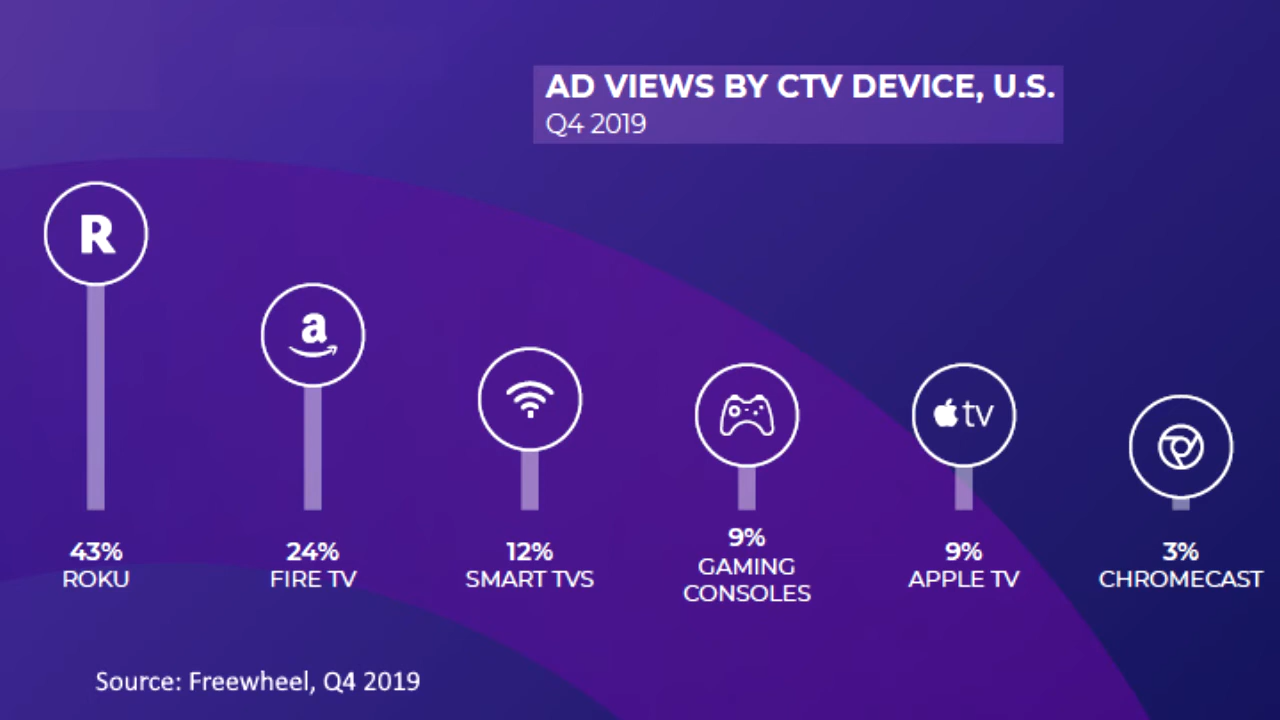 AD VIEWS BY CTV DEVICE, U.S.
Q4 2019
R
a
tv
43%
ROKU
24%
FIRE TV
12%
SMART TVS
9%
GAMING
CONSOLES
9%
APPLE TV
3%
CHROMECAST
Source: Freewheel, Q4 2019